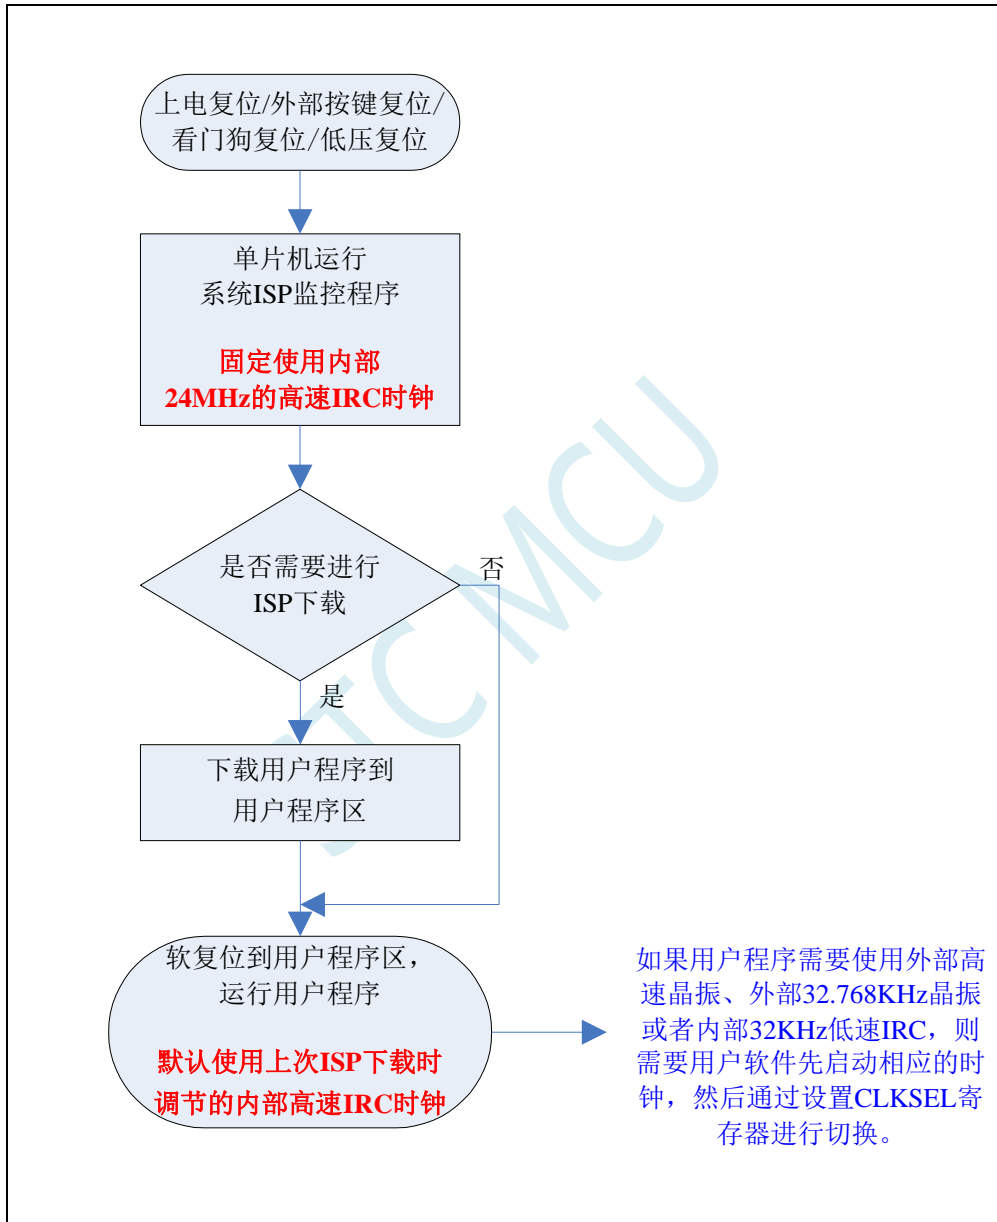 上电复位/外部按键复位/
看门狗复位/低压复位
单片机运行
系统ISP监控程序
固定使用内部
24MHz的高速IRC时钟
是否需要进行
ISP下载
否
是
下载用户程序到
用户程序区
软复位到用户程序区，
运行用户程序
默认使用上次ISP下载时
调节的内部高速IRC时钟
如果用户程序需要使用外部高
速晶振、外部32.768KHz晶振
或者内部32KHz低速IRC，则
需要用户软件先启动相应的时
钟，然后通过设置CLKSEL寄
存器进行切换。
STC MCU